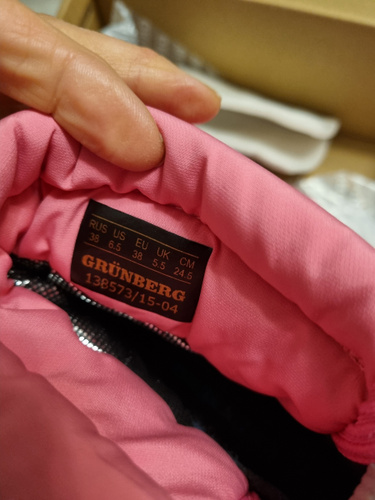 RUS US EU UK CM
38 8.5 38 5.5 24.5
GRÜNBERG
138573/15-04